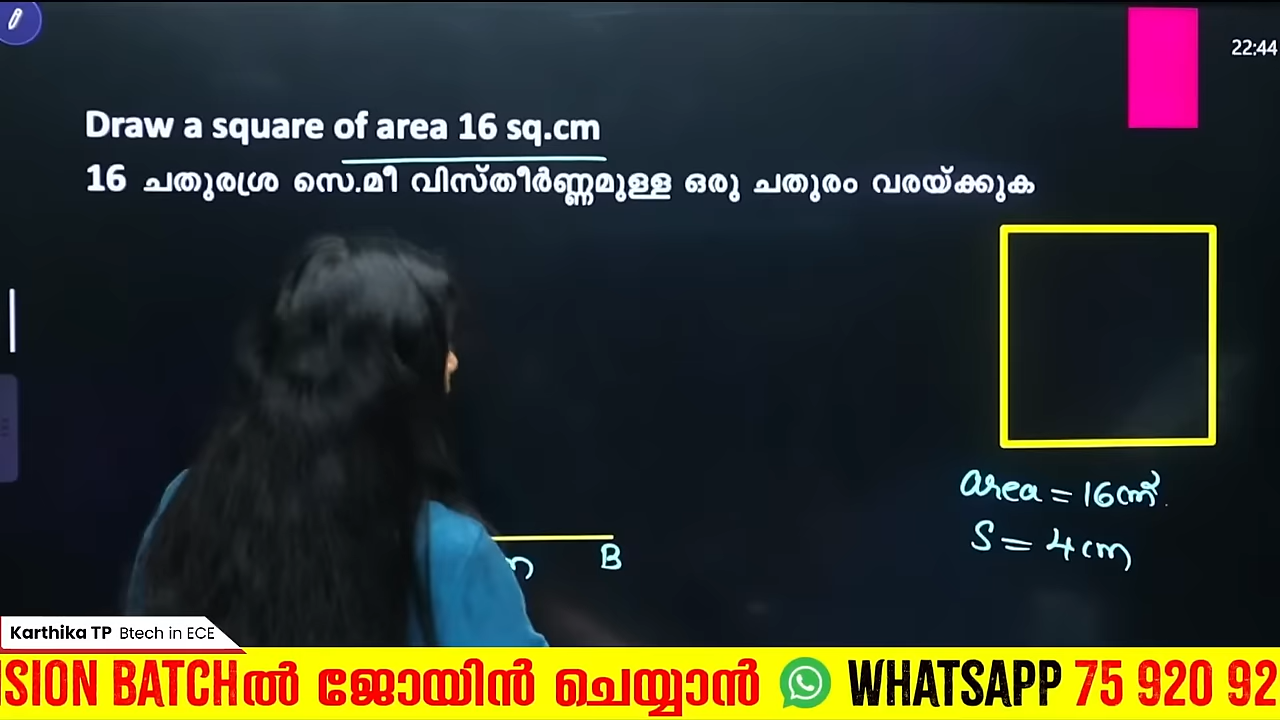 22:44
Draw a square of area 16 sq.cm
16 ചതുരശ്ര സെ.മീ വിസ്തീർണ്ണമുള്ള ഒരു ചതുരം വരയ്ക്കുക
area = 16cm².
S = 4cm
B
Karthika TP Btech in ECE
ISION BATCHൽ ജോയിൻ ചെയ്യാൻ WHATSAPP 75 920 92